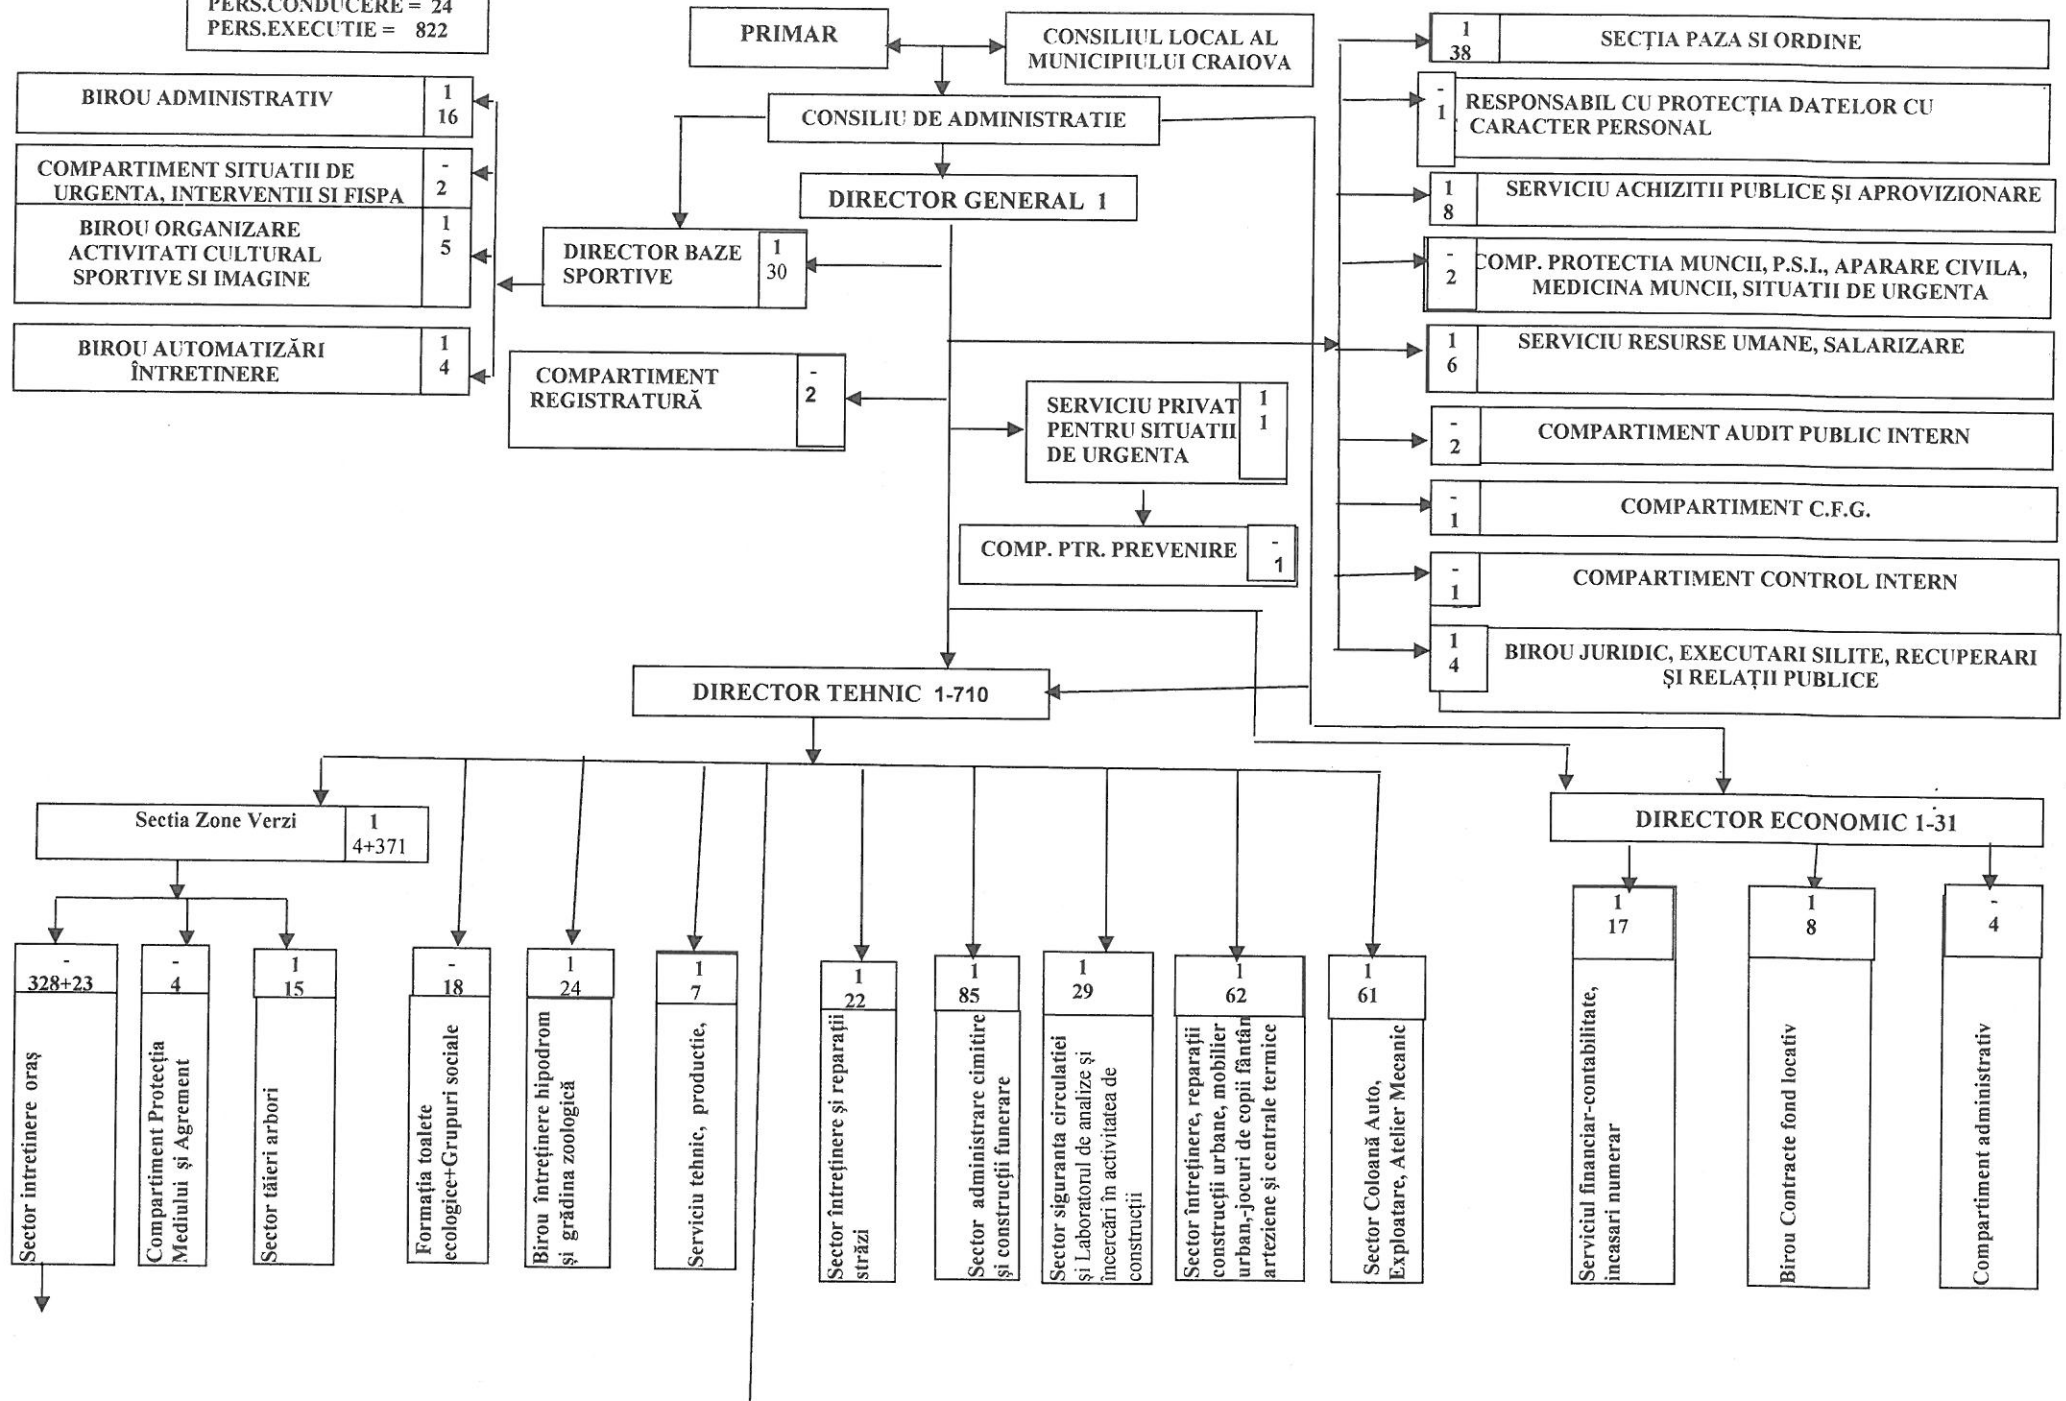 PERS.CONDUCERE = 24
PERS.EXECUTIE = 822
PRIMAR
CONSILIUL LOCAL AL
MUNICIPIULUI CRAIOVA
CONSILIU DE ADMINISTRATIE
DIRECTOR GENERAL 1
BIROU ADMINISTRATIV
1
16
COMPARTIMENT SITUATII DE
URGENTA, INTERVENTII SI FISPA
-
2
BIROU ORGANIZARE
ACTIVITATI CULTURAL
SPORTIVE SI IMAGINE
1
5
BIROU AUTOMATIZĂRI
ÎNTRETINERE
1
4
DIRECTOR BAZE
SPORTIVE
1
30
COMPARTIMENT
REGISTRATURĂ
-
2
SERVICIU PRIVAT
PENTRU SITUATII
DE URGENTA
1
1
COMP. PTR. PREVENIRE
-
1
1
38
SECȚIA PAZA SI ORDINE
-
1
RESPONSABIL CU PROTECȚIA DATELOR CU
CARACTER PERSONAL
1
8
SERVICIU ACHIZITII PUBLICE ȘI APROVIZIONARE
-
2
COMP. PROTECTIA MUNCII, P.S.I., APARARE CIVILA,
MEDICINA MUNCII, SITUATII DE URGENTA
1
6
SERVICIU RESURSE UMANE, SALARIZARE
-
2
COMPARTIMENT AUDIT PUBLIC INTERN
-
1
COMPARTIMENT C.F.G.
-
1
COMPARTIMENT CONTROL INTERN
1
4
BIROU JURIDIC, EXECUTARI SILITE, RECUPERARI
ȘI RELAȚII PUBLICE
DIRECTOR TEHNIC 1-710
Sectia Zone Verzi
1
4+371
DIRECTOR ECONOMIC 1-31
-
328+23
Sector intretinere oraș
-
4
Compartiment Protecția
Mediului și Agrement
1
15
Sector tăieri arbori
-
18
Formația toalete
ecologice+Grupuri sociale
1
24
Birou întreținere hipodrom
și grădina zoologică
1
7
Serviciu tehnic, productie,
1
22
Sector întreținere și reparații
străzi
1
85
Sector administrare cimitire
și construcții funerare
1
29
Sector siguranta circulatiei
și Laboratorul de analize și
încercări în activitatea de
construcții
1
62
Sector întreținere, reparații
construcții urbane, mobilier
urban,-jocuri de copii fântân
arteziene și centrale termice
1
61
Sector Coloană Auto,
Exploatare, Atelier Mecanic
1
17
Serviciul financiar-contabilitate,
incasari numerar
1
8
Birou Contracte fond locativ
-
4
Compartiment administrativ